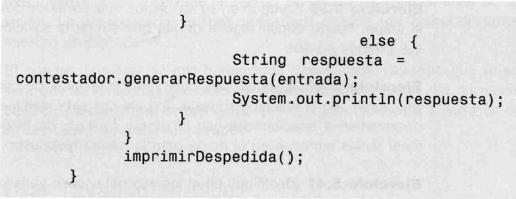 }
else {
String respuesta =
contestador.generarRespuesta(entrada);
System.out.println(respuesta);
}
}
imprimirDespedida();
}